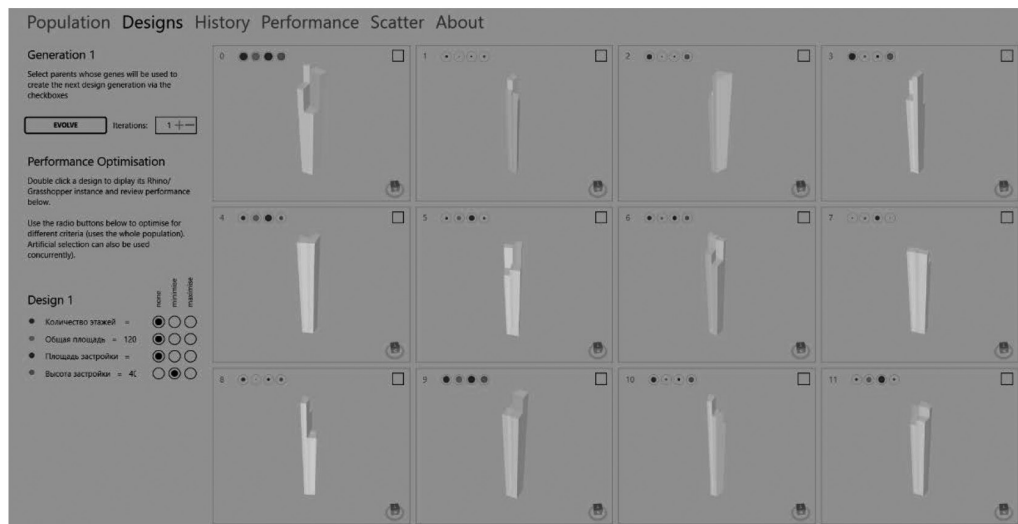 Population Designs History Performance Scatter About
Generation 1
Select parents whose genes will be used to
create the next design generation via the
checkboxes
EVOLVE Iterations: 1
Performance Optimisation
Double click a design to diplay its Rhino/
Grasshopper instance and review performance
below.
Use the radio buttons below to optimise for
different criteria (uses the whole population).
Artificial selection can also be used
concurrently).
Design 1
none minimise maximise
Количество этажей =
Общая площадь = 120
Площадь застройки =
Высота застройки = 4(
0 1 2 3
4 5 6 7
8 9 10 11